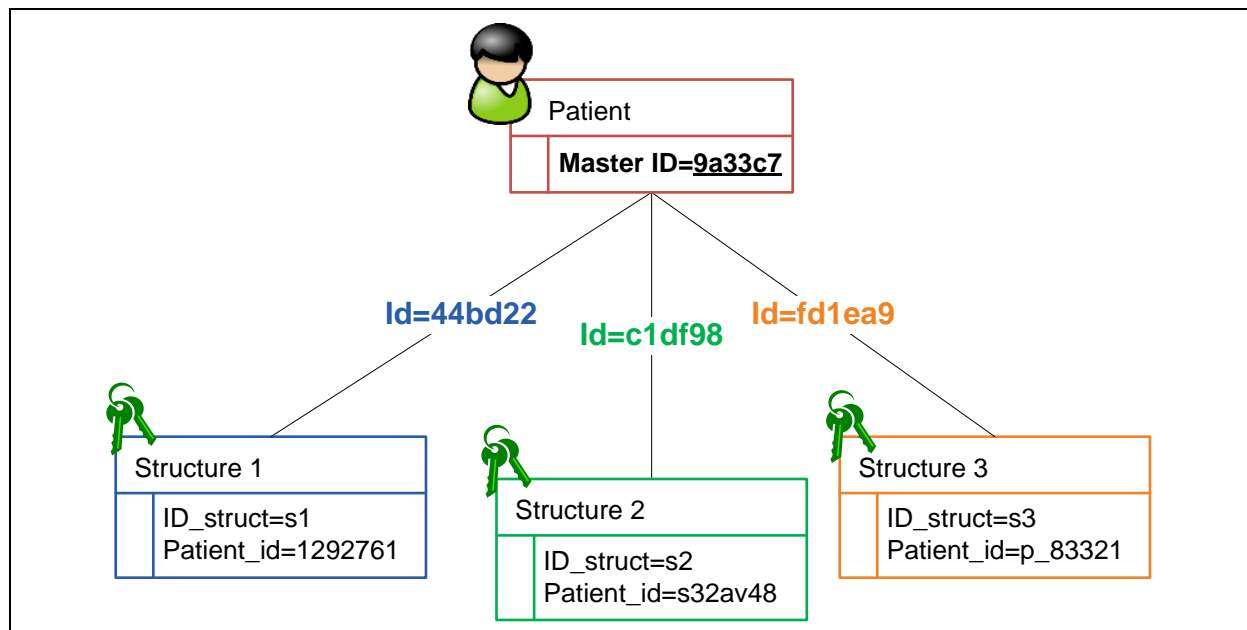 Patient
Master ID=9a33c7
Id=44bd22
Id=c1df98
Id=fd1ea9
Structure 1
ID_struct=s1
Patient_id=1292761
Structure 2
ID_struct=s2
Patient_id=s32av48
Structure 3
ID_struct=s3
Patient_id=p_83321